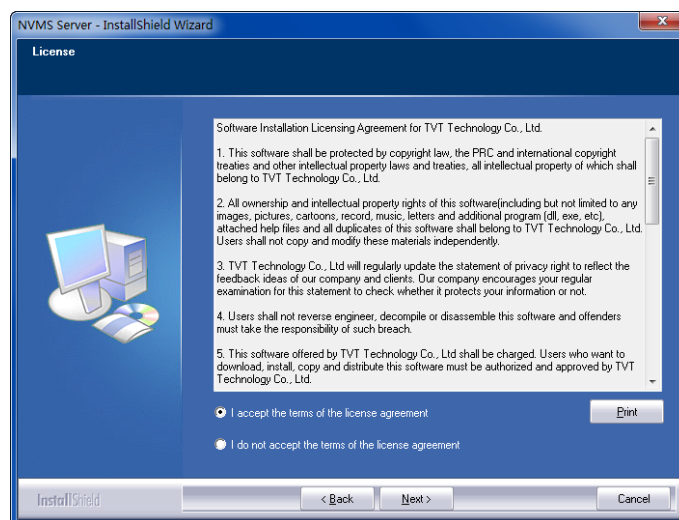 NVMS Server - InstallShield Wizard
License
Software Installation Licensing Agreement for TVT Technology Co., Ltd.
1. This software shall be protected by copyright law, the PRC and international copyright
treaties and other intellectual property laws and treaties, all intellectual property of which shall
belong to TVT Technology Co., Ltd.
2. All ownership and intellectual property rights of this software(including but not limited to any
images, pictures, cartoons, record, music, letters and additional program (dll, exe, etc),
attached help files and all duplicates of this software shall belong to TVT Technology Co., Ltd.
Users shall not copy and modify these materials independently.
3. TVT Technology Co., Ltd will regularly update the statement of privacy right to reflect the
feedback ideas of our company and clients. Our company encourages your regular
examination for this statement to check whether it protects your information or not.
4. Users shall not reverse engineer, decompile or disassemble this software and offenders
must take the responsibility of such breach.
5. This software offered by TVT Technology Co., Ltd shall be charged. Users who want to
download, install, copy and distribute this software must be authorized and approved by TVT
Technology Co., Ltd.
I accept the terms of the license agreement
Print
I do not accept the terms of the license agreement
InstallShield
< Back
Next >
Cancel